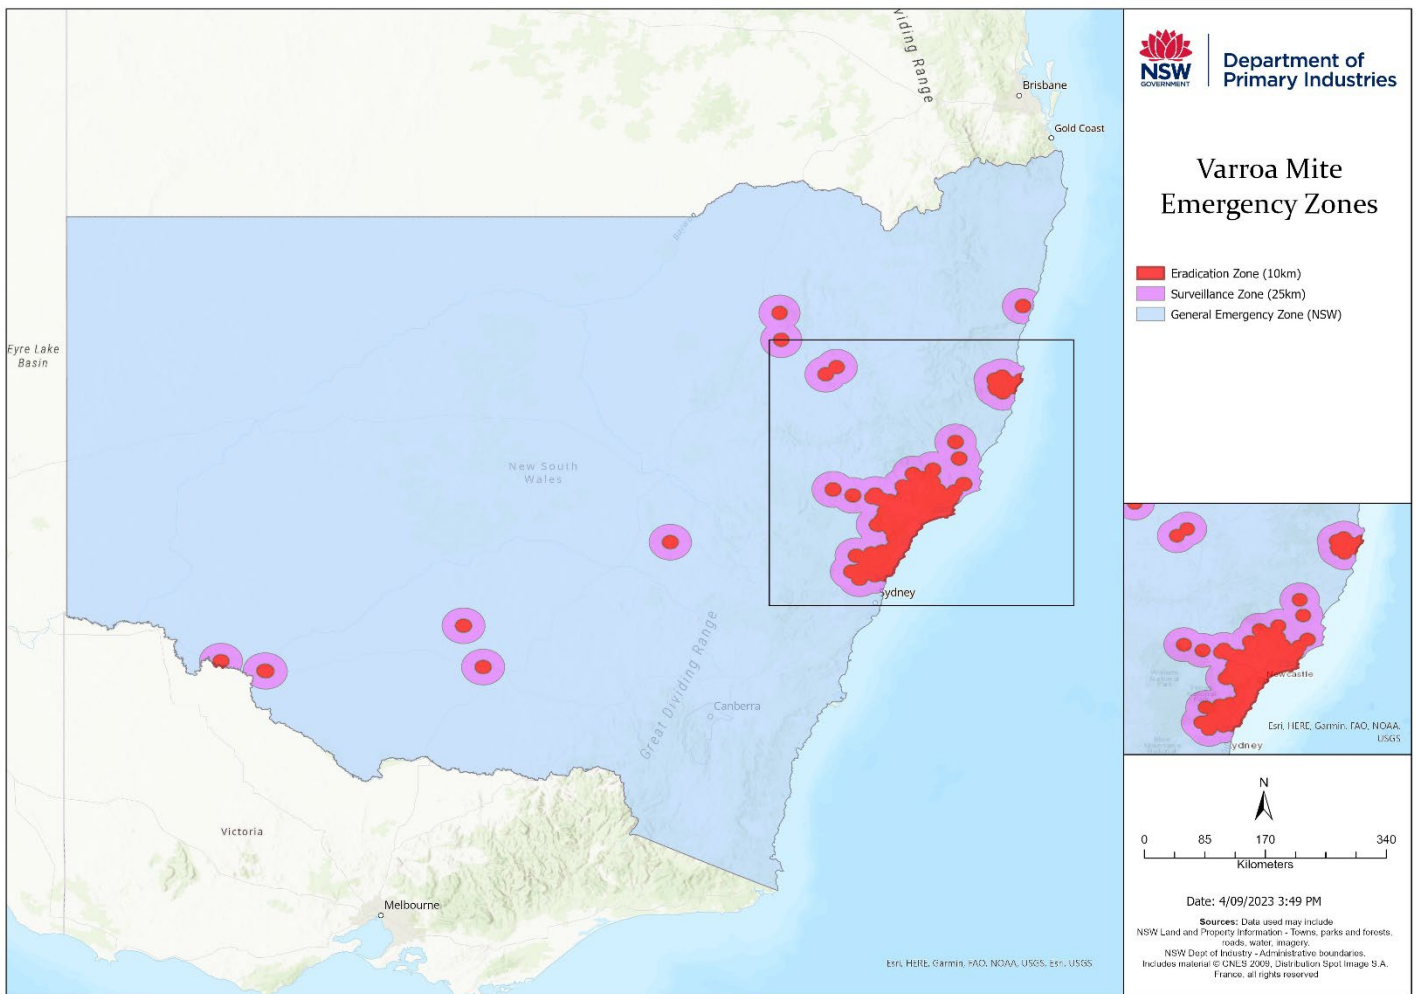 viding Range
Brisbane
Gold Coast
Eyre Lake
Basin
Barwon
New South
Wales
Sydney
Great Dividing Range
Canberra
Victoria
Melbourne
Esri, HERE, Garmin, FAO, NOAA, USGS, Esri, USGS
NSW
GOVERNMENT
Department of
Primary Industries
Varroa Mite
Emergency Zones
Eradication Zone (10km)
Surveillance Zone (25km)
General Emergency Zone (NSW)
Newcastle
ydney
Esri, HERE, Garmin, FAO, NOAA,
USGS
N
0 85 170 340
Kilometers
Date: 4/09/2023 3:49 PM
Sources: Data used may include
NSW Land and Property Information - Towns, parks and forests,
roads, water, imagery.
NSW Dept of Industry - Administrative boundaries.
Includes material © CNES 2009, Distribution Spot Image S.A.
France, all rights reserved